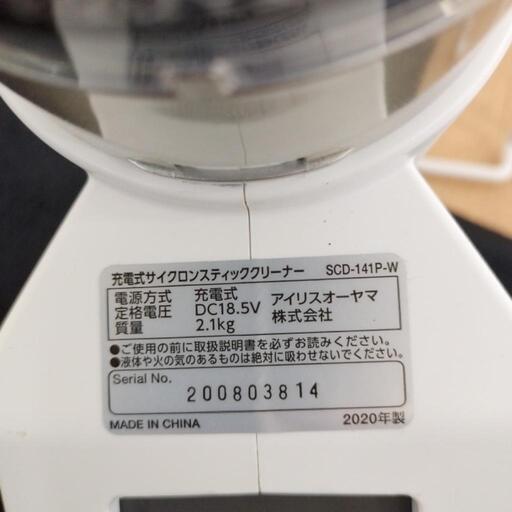 充電式サイクロンスティッククリーナー SCD-141P-W
電源方式 充電式 アイリスオーヤマ
定格電圧 DC18.5V 株式会社
質量 2.1kg
●ご使用の前に取扱説明書を必ずお読みください。
●液体や火の気のあるものは絶対に吸わせないでください。
Serial No.
200803814
MADE IN CHINA 2020年製